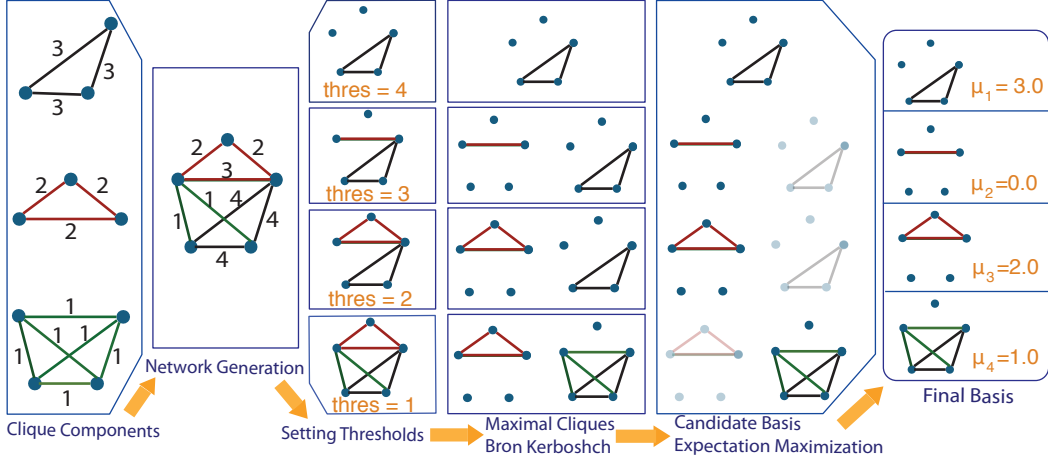 3
3
3
2
2
2
1
1
1
1
1
1
Clique Components
2
2
3
1
4
1
4
4
Network Generation
thres = 4
thres = 3
thres = 2
thres = 1
Setting Thresholds
Maximal Cliques
Bron Kerboshch
Candidate Basis
Expectation Maximization
μ1 = 3.0
μ2=0.0
μ3=2.0
μ4=1.0
Final Basis